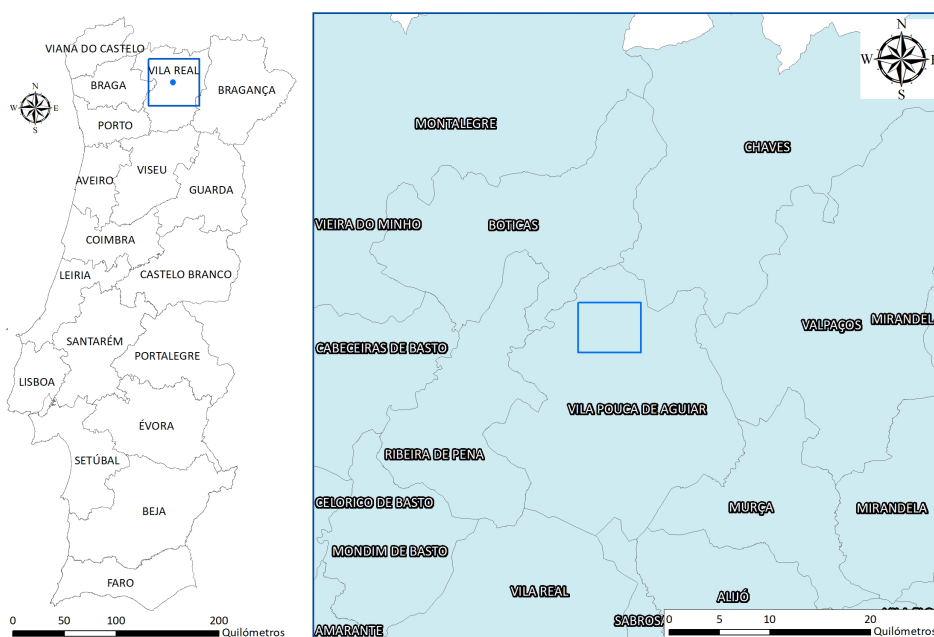 VIANA DO CASTELO
VILA REAL
BRAGA
BRAGANÇA
N
W E
S
PORTO
VISEU
AVEIRO
GUARDA
COIMBRA
LEIRIA
CASTELO BRANCO
SANTARÉM
PORTALEGRE
LISBOA
ÉVORA
SETÚBAL
BEJA
FARO
0 50 100 200
Quilómetros
N
W E
S
MONTALEGRE
CHAVES
VIEIRA DO MINHO
BOTICAS
VALPAÇOS
MIRANDEL
CABECEIRAS DE BASTO
VILA POUCA DE AGUIAR
RIBEIRA DE PENA
CELORICO DE BASTO
MURÇA
MIRANDELA
MONDIM DE BASTO
VILA REAL
ALIJÓ
SABROS
AMARANTE
0 5 10 20
Quilómetros